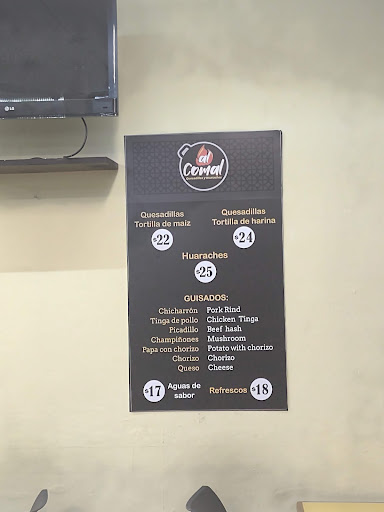 LG
al
Comal
Quesadillas
Tortilla de maiz
$22
Quesadillas
Tortilla de harina
$24
Huaraches
$25
GUISADOS:
Chicharrón Pork Rind
Tinga de pollo Chicken Tinga
Picadillo Beef hash
Champiñones Mushroom
Papa con chorizo Potato with chorizo
Chorizo Chorizo
Queso Cheese
$17 Aguas de sabor
Refrescos $18